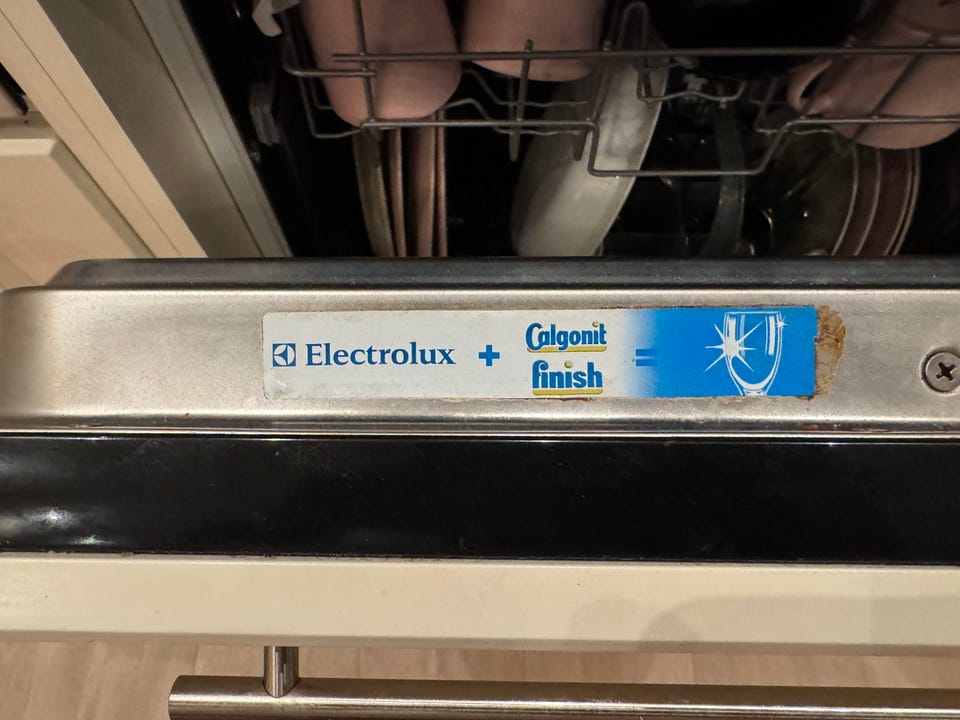 Electrolux + Calgonit finish =